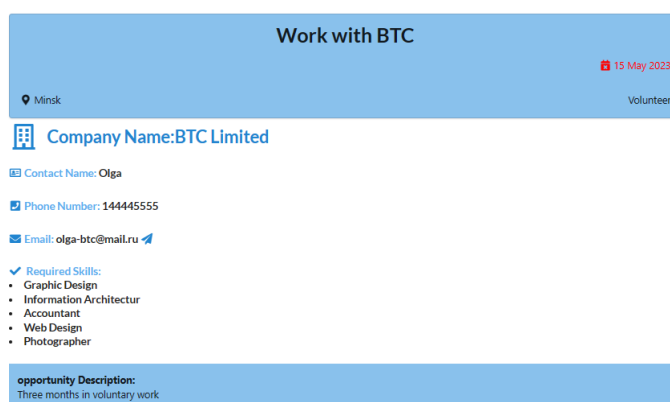 Work with BTC
15 May 2023
Minsk
Volunteer
Company Name:BTC Limited
Contact Name: Olga
Phone Number: 144445555
Email: olga-btc@mail.ru
Required Skills:
Graphic Design
Information Architectur
Accountant
Web Design
Photographer
opportunity Description:
Three months in voluntary work